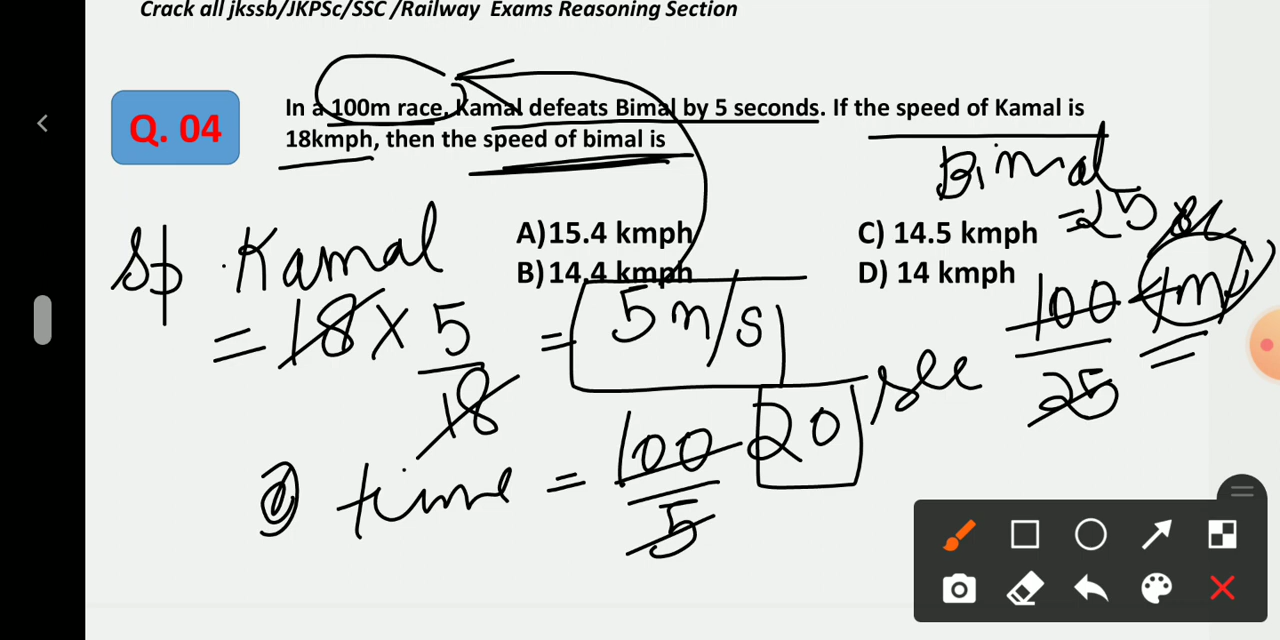 Crack all jkssb/JKPSc/SSC /Railway Exams Reasoning Section
Q. 04
In a 100m race, Kamal defeats Bimal by 5 seconds. If the speed of Kamal is
18kmph, then the speed of bimal is
Bimal
=25 sec
A)15.4 kmph
C) 14.5 kmph
B)14.4 kmph
D) 14 kmph
Sp. Kamal
= 18 × 5/18 = 5 m/s
100/25 4 m/s
time = 100/5 20 sec